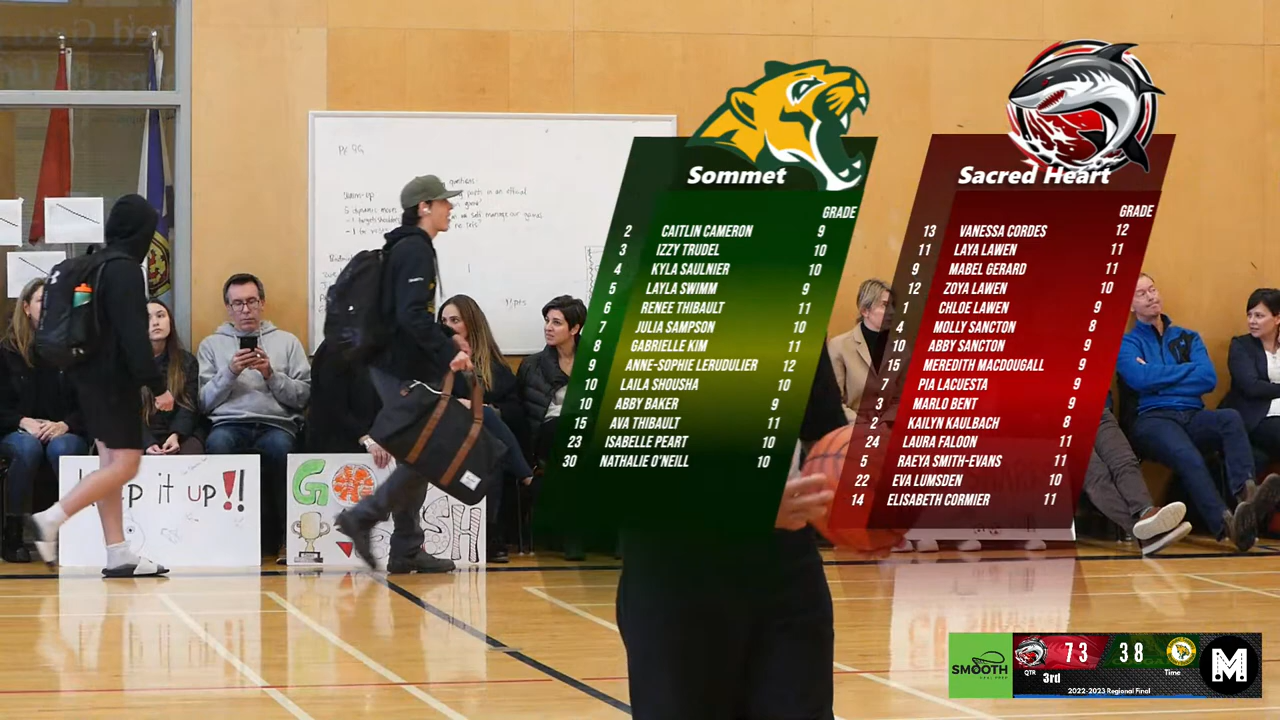 Sommet
GRADE
2 CAITLIN CAMERON 9
3 IZZY TRUDEL 10
4 KYLA SAULNIER 10
5 LAYLA SWIMM 9
6 RENEE THIBAULT 11
7 JULIA SAMPSON 10
8 GABRIELLE KIM 11
9 ANNE-SOPHIE LERUDULIER 12
10 LAILA SHOUSHA 10
10 ABBY BAKER 9
15 AVA THIBAULT 11
23 ISABELLE PEART 10
30 NATHALIE O'NEILL 10
Sacred Heart
GRADE
13 VANESSA CORDES 12
11 LAYA LAWEN 11
9 MABEL GERARD 11
12 ZOYA LAWEN 10
1 CHLOE LAWEN 9
4 MOLLY SANCTON 8
10 ABBY SANCTON 9
15 MEREDITH MACDOUGALL 9
7 PIA LACUESTA 9
3 MARLO BENT 9
2 KAILYN KAULBACH 8
24 LAURA FALOON 11
5 RAEYA SMITH-EVANS 11
22 EVA LUMSDEN 10
14 ELISABETH CORMIER 11
it up!!
GO
SMOOTH
73 38
QTR 3rd Time
2022-2023 Regional Final
M